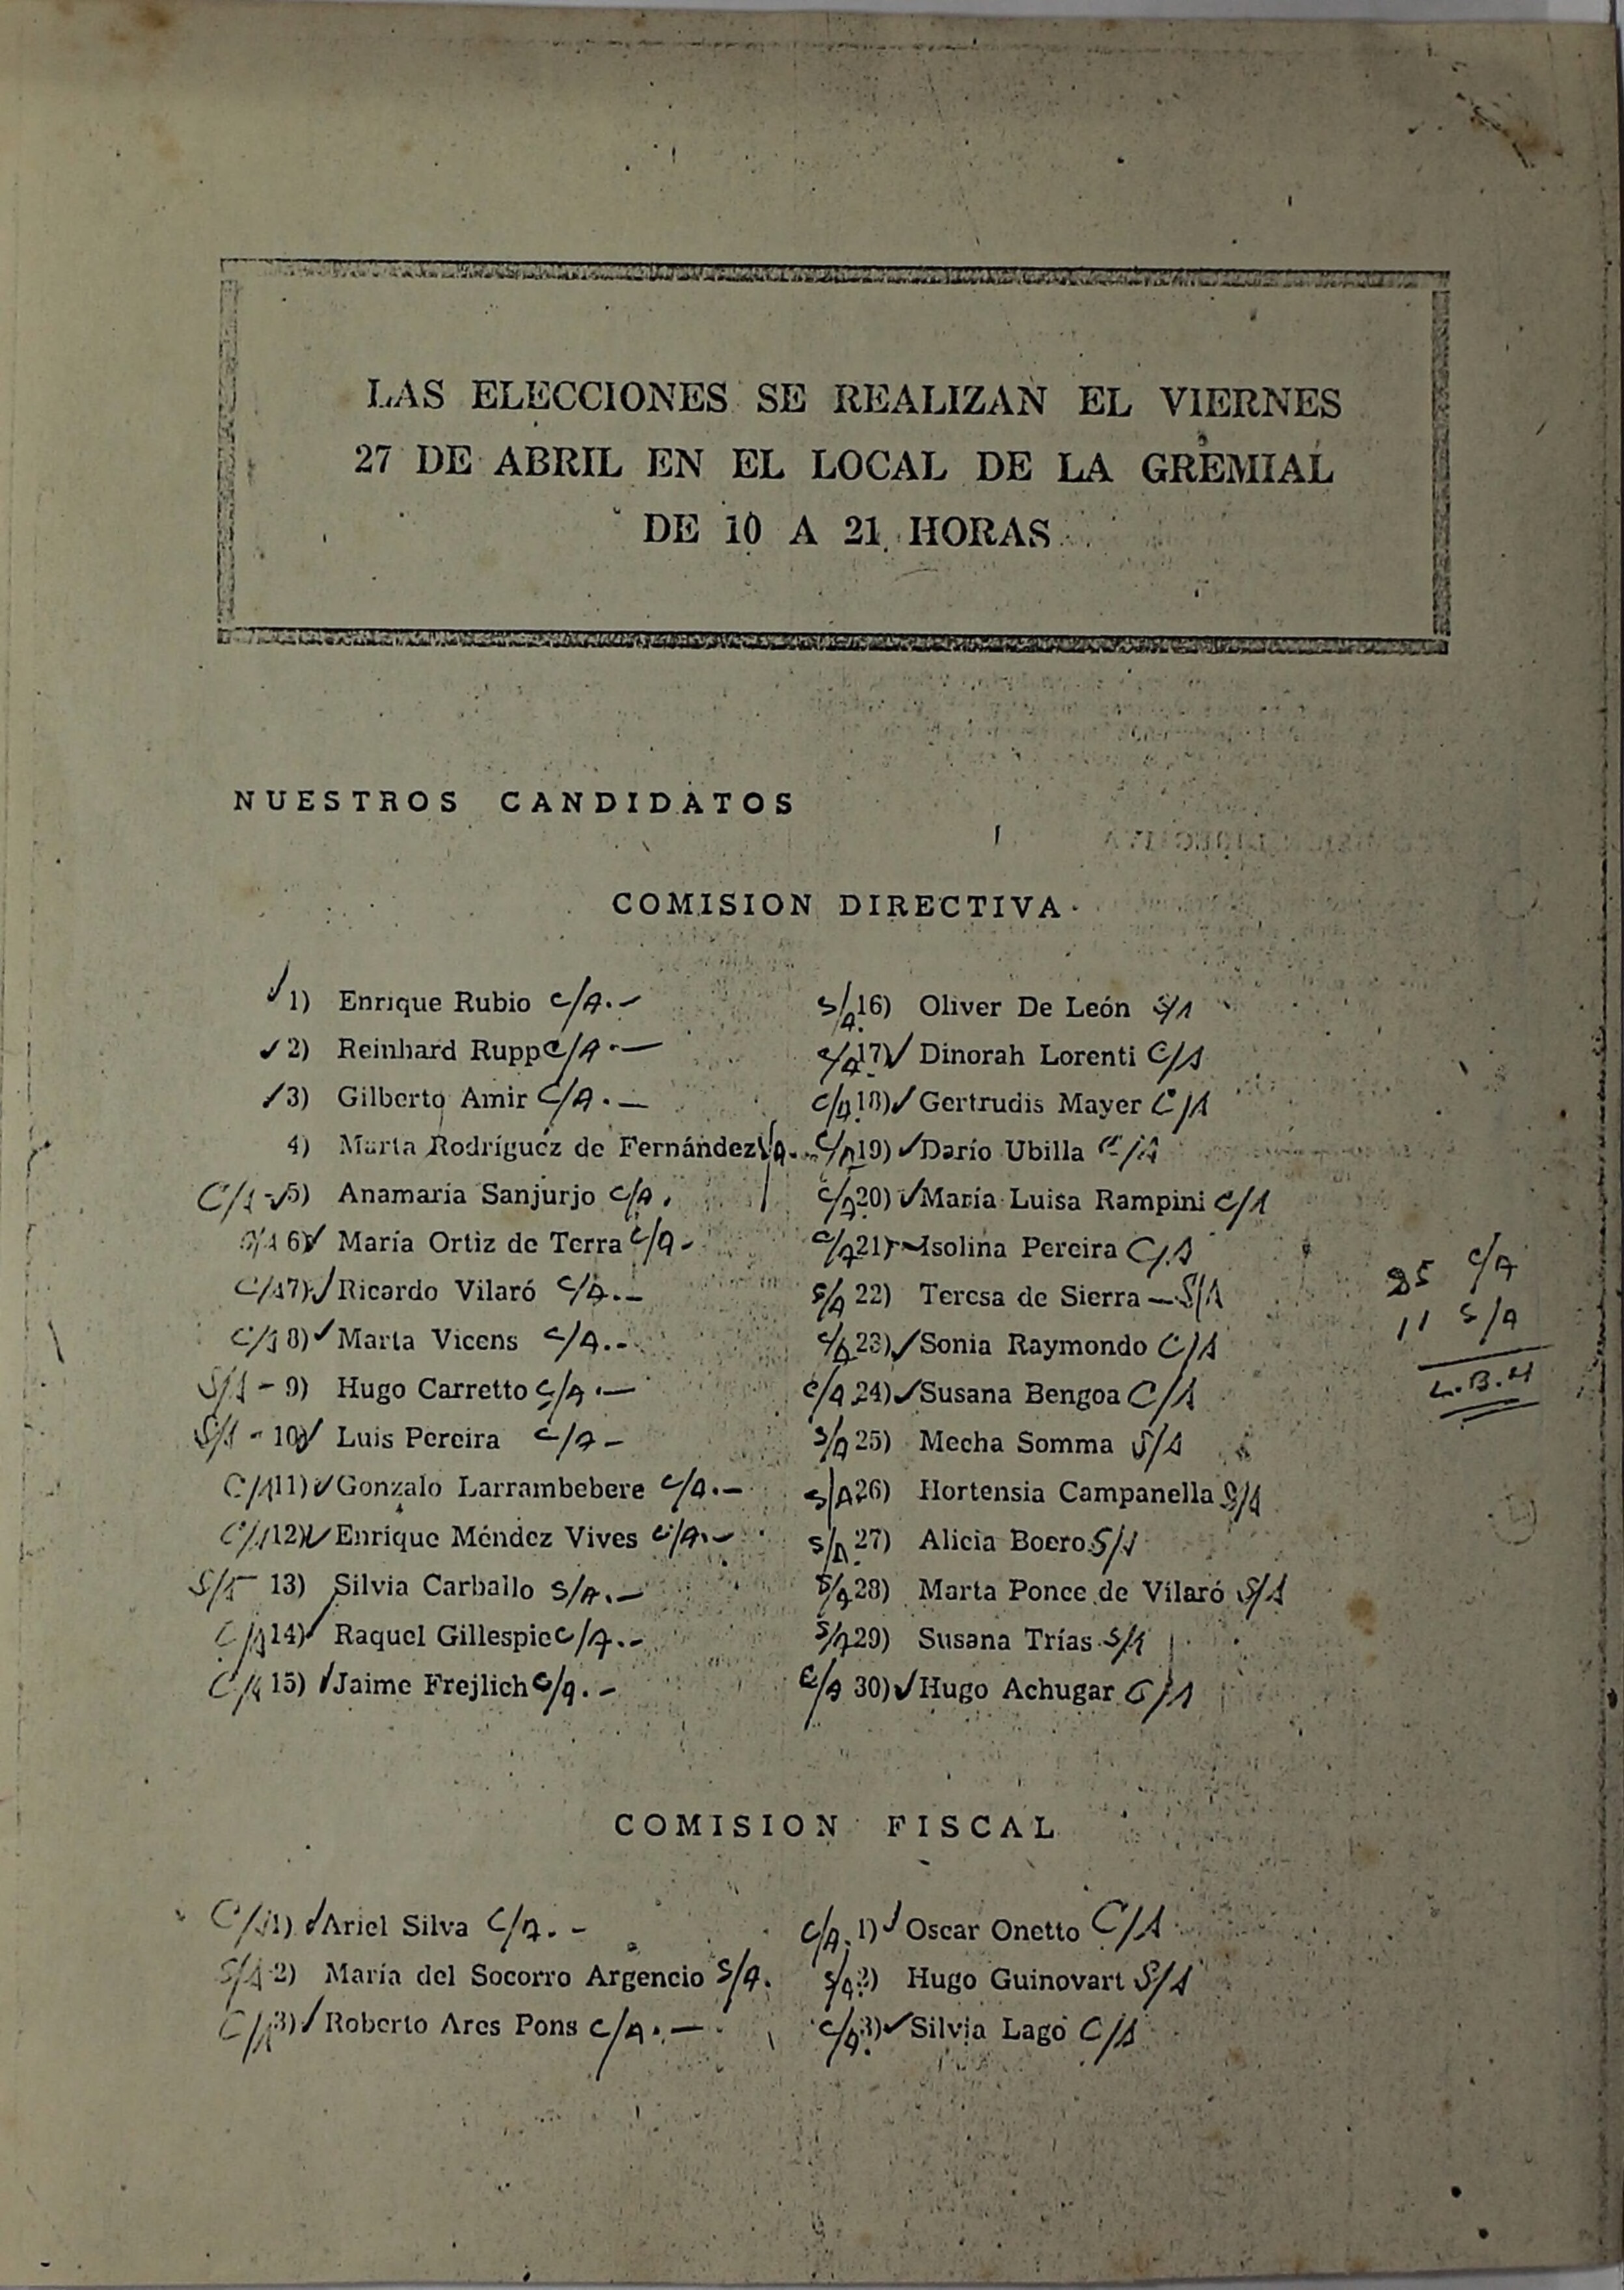 LAS ELECCIONES SE REALIZAN EL VIERNES
27 DE ABRIL EN EL LOCAL DE LA GREMIAL
DE 10 A 21 HORAS
NUESTROS CANDIDATOS
COMISION DIRECTIVA
1) Enrique Rubio C/A.-
2) Reinhard Rupp C/A.-
3) Gilberto Amir C/A.-
4) Marta Rodríguez de Fernández
C/A - 5) Anamaría Sanjurjo C/A.
6) María Ortiz de Terra C/A-
C/A 7) Ricardo Vilaró C/A.-
C/A 8) Marta Vicens C/A.-
S/A - 9) Hugo Carretto C/A.-
S/A - 10) Luis Pereira C/A-
C/A 11) Gonzalo Larrambebere C/A.-
C/A 12) Enrique Méndez Vives C/A.-
S/A - 13) Silvia Carballo S/A.-
C/A 14) Raquel Gillespie C/A.-
C/A 15) Jaime Frejlich C/A.-
S/A. 16) Oliver De León S/A
C/A. 17) Dinorah Lorenti C/A
C/A. 18) Gertrudis Mayer C/A
C/A 19) Darío Ubilla C/A
C/A 20) María Luisa Rampini C/A
C/A 21) Isolina Pereira C/A
S/A 22) Teresa de Sierra - S/A
C/A 23) Sonia Raymondo C/A
C/A 24) Susana Bengoa C/A
S/A 25) Mecha Somma S/A
S/A 26) Hortensia Campanella S/A
S/A. 27) Alicia Boero S/A
S/A 28) Marta Ponce de Vilaró S/A
S/A 29) Susana Trías S/A
C/A 30) Hugo Achugar C/A
25 C/A
11 S/A
L.B.H
COMISION FISCAL
C/A 1) Ariel Silva C/A.-
S/A 2) María del Socorro Argencio S/A.
C/A 3) Roberto Ares Pons C/A.-
C/A. 1) Oscar Onetto C/A
S/A 2) Hugo Guinovart S/A
C/A. 3) Silvia Lago C/A